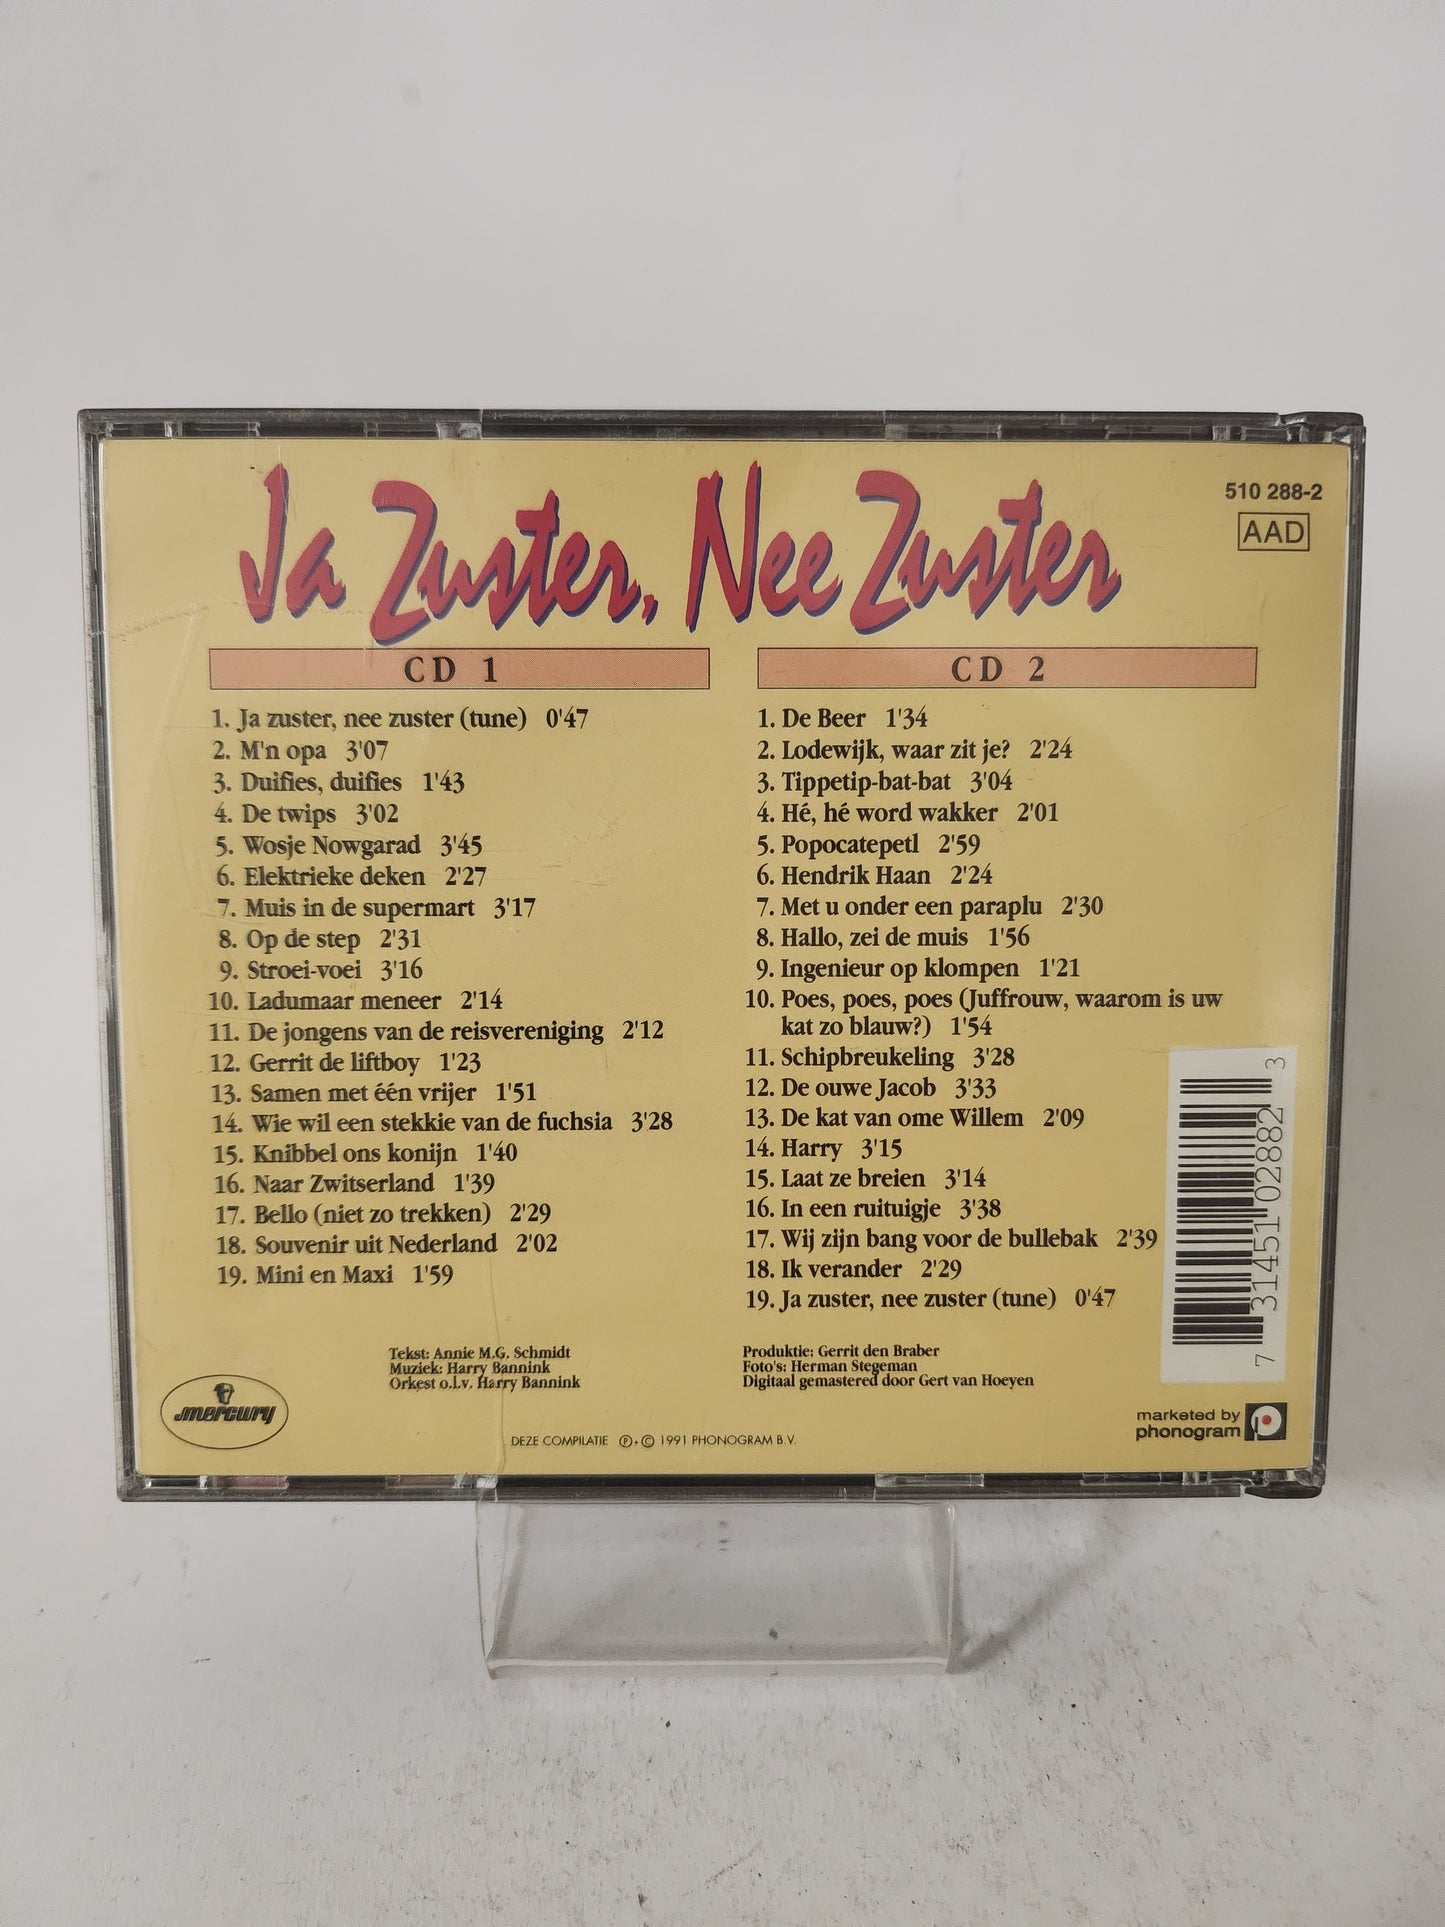 Ja Zuster, Nee Zuster
510 288-2
AAD
CD 1
1. Ja zuster, nee zuster (tune) 0'47
2. M'n opa 3'07
3. Duifies, duifies 1'43
4. De twips 3'02
5. Wosje Nowgarad 3'45
6. Elektrieke deken 2'27
7. Muis in de supermart 3'17
8. Op de step 2'31
9. Stroei-voei 3'16
10. Ladumaar meneer 2'14
11. De jongens van de reisvereniging 2'12
12. Gerrit de liftboy 1'23
13. Samen met één vrijer 1'51
14. Wie wil een stekkie van de fuchsia 3'28
15. Knibbel ons konijn 1'40
16. Naar Zwitserland 1'39
17. Bello (niet zo trekken) 2'29
18. Souvenir uit Nederland 2'02
19. Mini en Maxi 1'59
CD 2
1. De Beer 1'34
2. Lodewijk, waar zit je? 2'24
3. Tippetip-bat-bat 3'04
4. Hé, hé word wakker 2'01
5. Popocatepetl 2'59
6. Hendrik Haan 2'24
7. Met u onder een paraplu 2'30
8. Hallo, zei de muis 1'56
9. Ingenieur op klompen 1'21
10. Poes, poes, poes (Juffrouw, waarom is uw
kat zo blauw?) 1'54
11. Schipbreukeling 3'28
12. De ouwe Jacob 3'33
13. De kat van ome Willem 2'09
14. Harry 3'15
15. Laat ze breien 3'14
16. In een ruituigje 3'38
17. Wij zijn bang voor de bullebak 2'39
18. Ik verander 2'29
19. Ja zuster, nee zuster (tune) 0'47
7 31451 02882 3
Tekst: Annie M.G. Schmidt
Muziek: Harry Bannink
Orkest o.l.v. Harry Bannink
Produktie: Gerrit den Braber
Foto's: Herman Stegeman
Digitaal gemastered door Gert van Hoeyen
mercury
DEZE COMPILATIE ℗+© 1991 PHONOGRAM B.V.
marketed by
phonogram